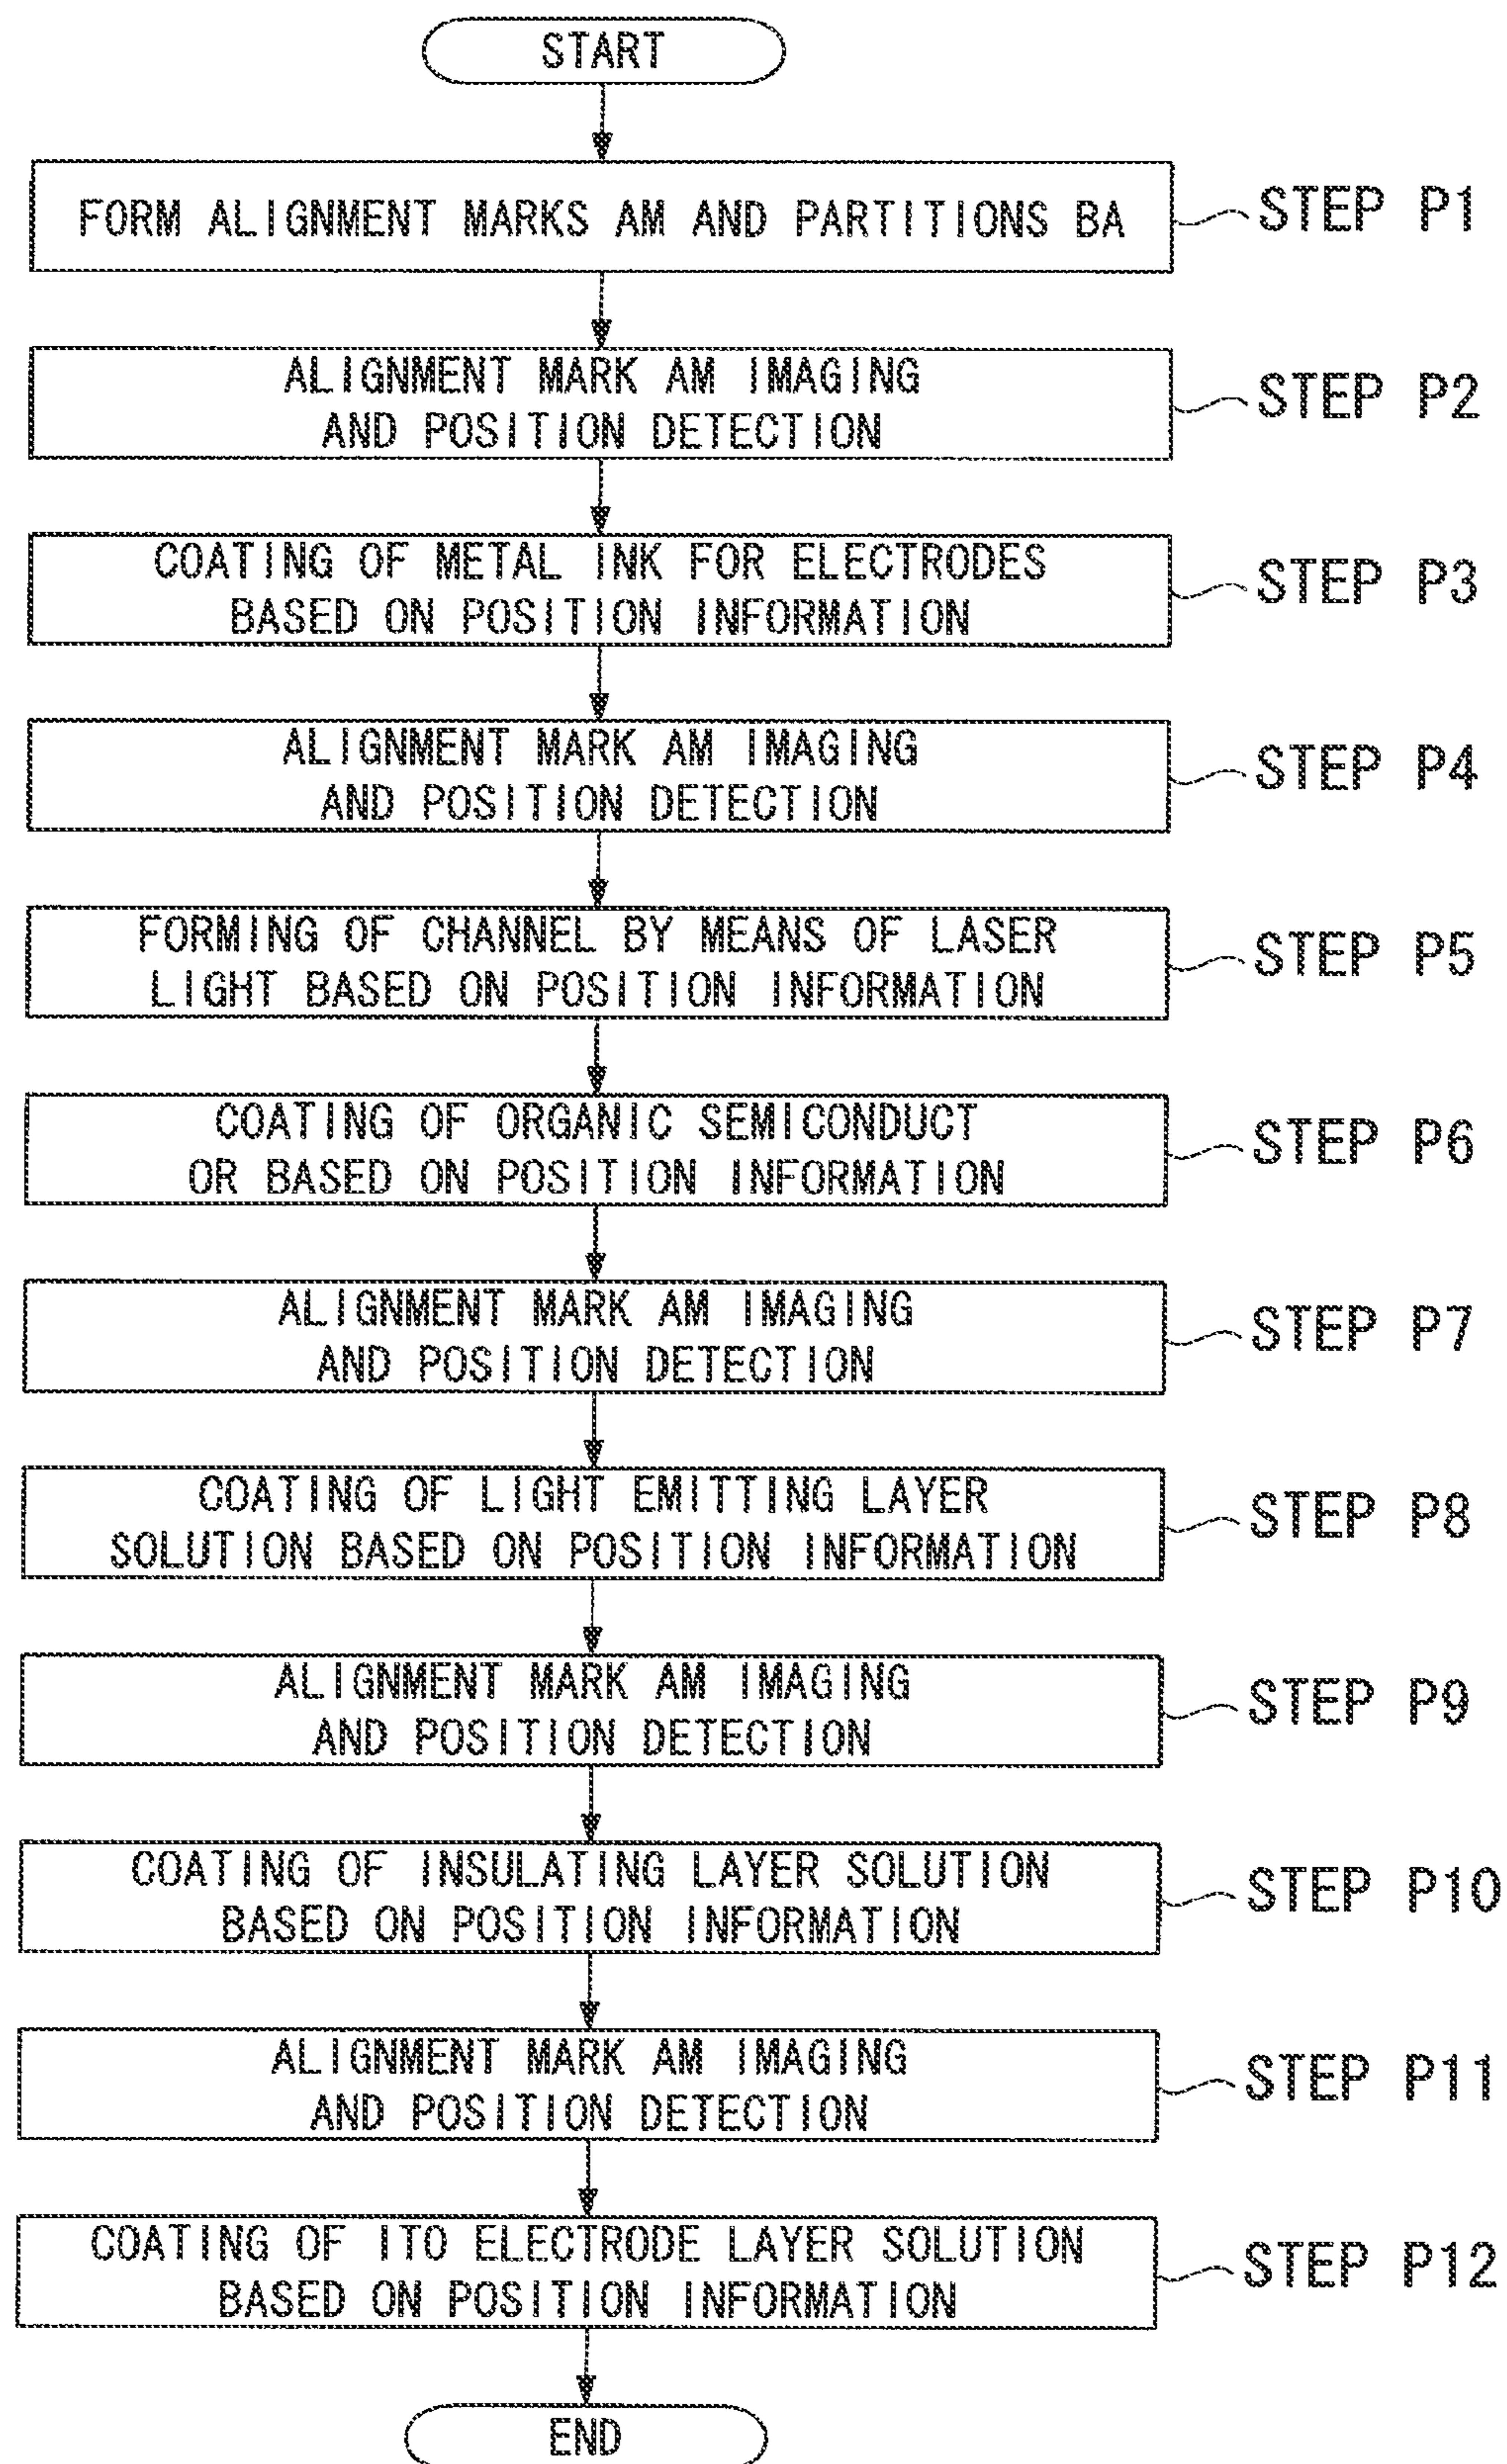 START
FORM ALIGNMENT MARKS AM AND PARTITIONS BA
STEP P1
ALIGNMENT MARK AM IMAGING
AND POSITION DETECTION
STEP P2
COATING OF METAL INK FOR ELECTRODES
BASED ON POSITION INFORMATION
STEP P3
ALIGNMENT MARK AM IMAGING
AND POSITION DETECTION
STEP P4
FORMING OF CHANNEL BY MEANS OF LASER
LIGHT BASED ON POSITION INFORMATION
STEP P5
COATING OF ORGANIC SEMICONDUCT
OR BASED ON POSITION INFORMATION
STEP P6
ALIGNMENT MARK AM IMAGING
AND POSITION DETECTION
STEP P7
COATING OF LIGHT EMITTING LAYER
SOLUTION BASED ON POSITION INFORMATION
STEP P8
ALIGNMENT MARK AM IMAGING
AND POSITION DETECTION
STEP P9
COATING OF INSULATING LAYER SOLUTION
BASED ON POSITION INFORMATION
STEP P10
ALIGNMENT MARK AM IMAGING
AND POSITION DETECTION
STEP P11
COATING OF ITO ELECTRODE LAYER SOLUTION
BASED ON POSITION INFORMATION
STEP P12
END